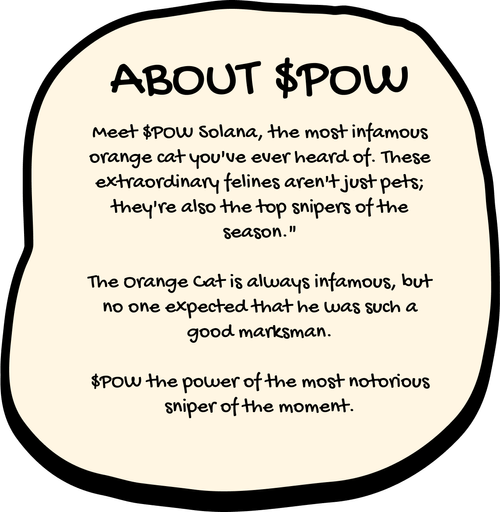 ABOUT $POW
Meet $POW Solana, the most infamous
orange cat you've ever heard of. These
extraordinary felines aren't just pets;
they're also the top snipers of the
season."
The Orange Cat is always infamous, but
no one expected that he was such a
good marksman.
$POW the power of the most notorious
sniper of the moment.